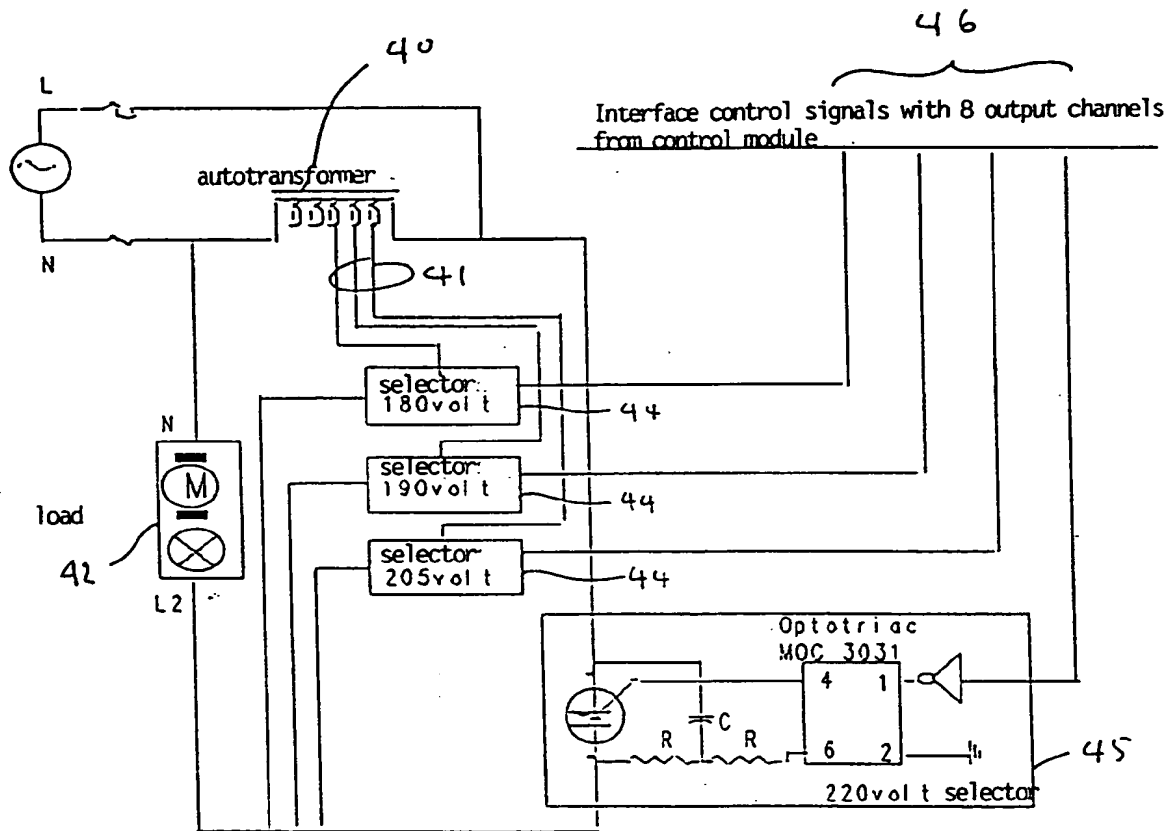 46
40
L
Interface control signals with 8 output channels
from control module
autotransformer
N
41
selector:
180volt
44
N
selector:
190volt
M
44
load
selector
205volt
44
42
L2
Optotriac
MOC 3031
4 1
C
R R
6 2
45
220volt selector